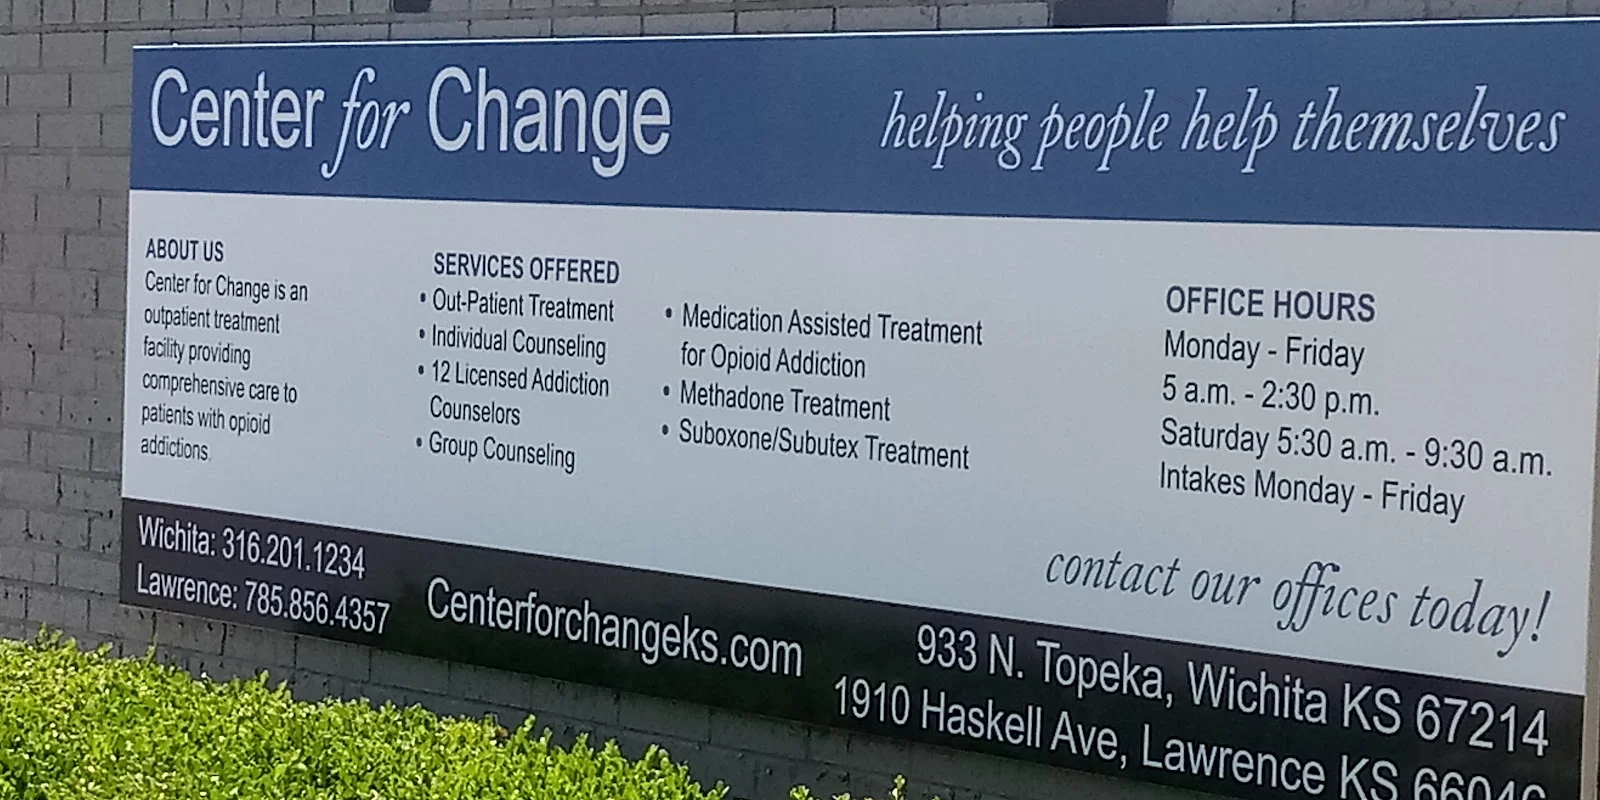 Center for Change
helping people help themselves
ABOUT US
Center for Change is an
outpatient treatment
facility providing
comprehensive care to
patients with opioid
addictions.
SERVICES OFFERED
• Out-Patient Treatment
• Individual Counseling
• 12 Licensed Addiction
Counselors
• Group Counseling
• Medication Assisted Treatment
for Opioid Addiction
• Methadone Treatment
• Suboxone/Subutex Treatment
OFFICE HOURS
Monday - Friday
5 a.m. - 2:30 p.m.
Saturday 5:30 a.m. - 9:30 a.m.
Intakes Monday - Friday
contact our offices today!
Wichita: 316.201.1234
Lawrence: 785.856.4357
Centerforchangeks.com
933 N. Topeka, Wichita KS 67214
1910 Haskell Ave, Lawrence KS